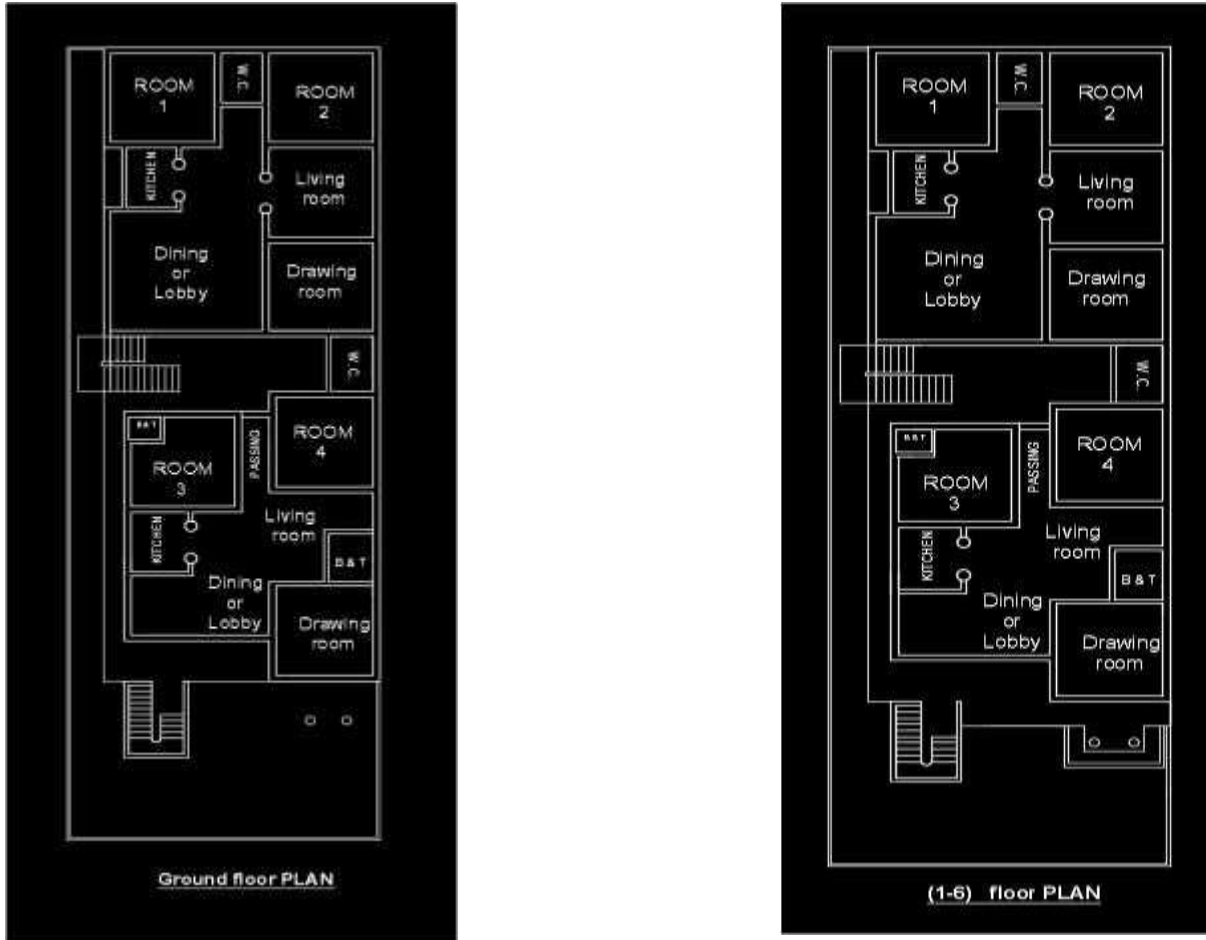 ROOM
1
W.C.
ROOM
2
KITCHEN
Living
room
Dining
or
Lobby
Drawing
room
W.C.
B & T
ROOM
3
PASSING
ROOM
4
KITCHEN
Living
room
B & T
Dining
or
Lobby
Drawing
room
Ground floor PLAN
ROOM
1
W.C.
ROOM
2
KITCHEN
Living
room
Dining
or
Lobby
Drawing
room
W.C.
B & T
ROOM
3
PASSING
ROOM
4
KITCHEN
Living
room
B & T
Dining
or
Lobby
Drawing
room
(1-6) floor PLAN